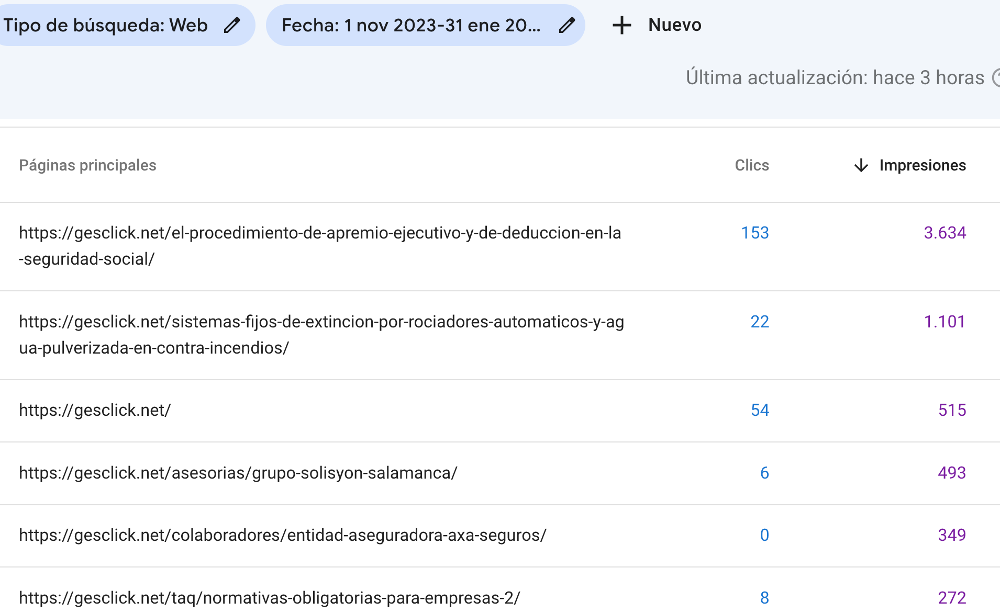 Tipo de búsqueda: Web
Fecha: 1 nov 2023-31 ene 20...
Nuevo
Última actualización: hace 3 horas
Páginas principales Clics Impresiones
https://gesclick.net/el-procedimiento-de-apremio-ejecutivo-y-de-deduccion-en-la 153 3.634
-seguridad-social/
https://gesclick.net/sistemas-fijos-de-extincion-por-rociadores-automaticos-y-ag 22 1.101
ua-pulverizada-en-contra-incendios/
https://gesclick.net/ 54 515
https://gesclick.net/asesorias/grupo-solisyon-salamanca/ 6 493
https://gesclick.net/colaboradores/entidad-aseguradora-axa-seguros/ 0 349
https://gesclick.net/taq/normativas-obligatorias-para-empresas-2/ 8 272